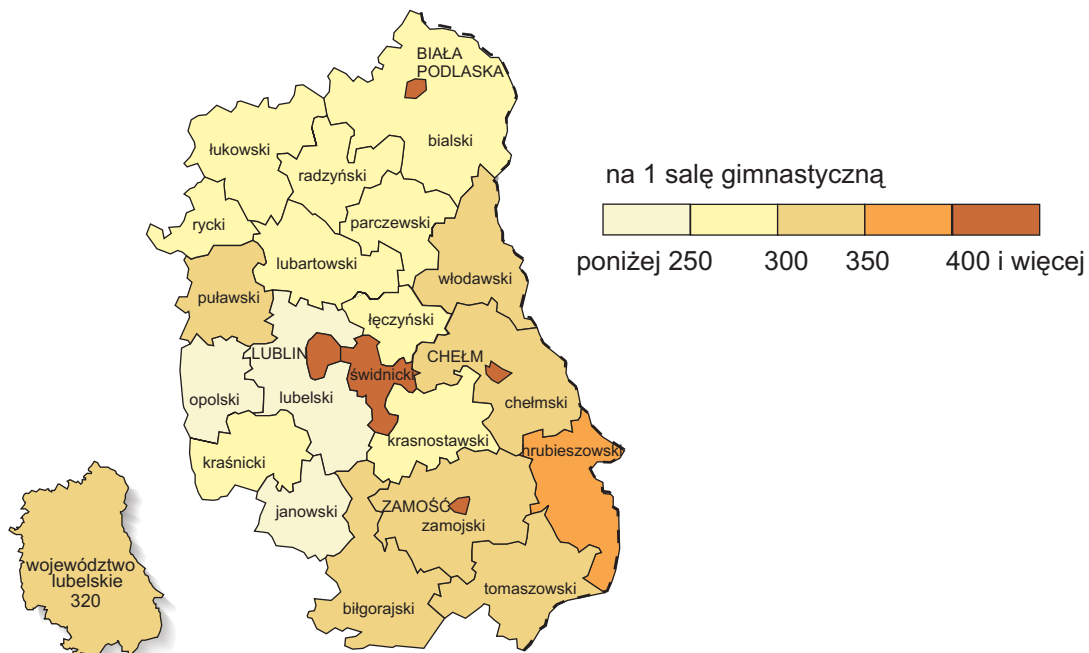 BIAŁA
PODLASKA
bialski
łukowski
radzyński
rycki
parczewski
lubartowski
włodawski
puławski
łęczyński
LUBLIN
świdnicki
CHEŁM
opolski
lubelski
chełmski
krasnostawski
hrubieszowski
kraśnicki
janowski
ZAMOŚĆ
zamojski
tomaszowski
biłgorajski
na 1 salę gimnastyczną
poniżej 250 300 350 400 i więcej
województwo
lubelskie
320